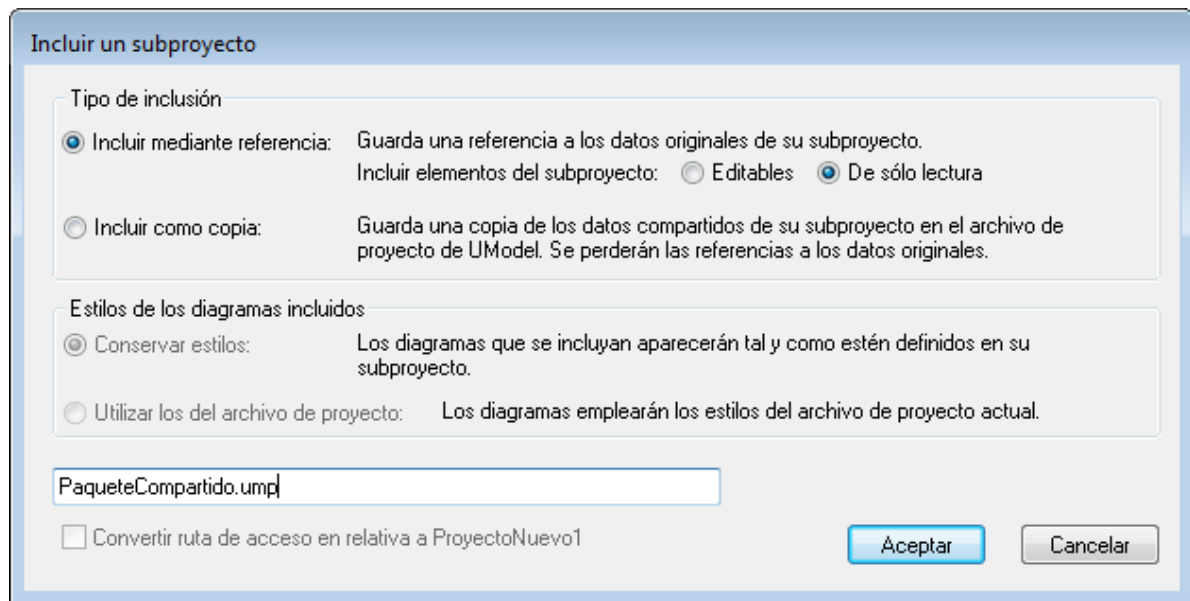 Incluir un subproyecto
Tipo de inclusión
Incluir mediante referencia: Guarda una referencia a los datos originales de su subproyecto.
Incluir elementos del subproyecto: Editables De sólo lectura
Incluir como copia: Guarda una copia de los datos compartidos de su subproyecto en el archivo de
proyecto de UModel. Se perderán las referencias a los datos originales.
Estilos de los diagramas incluidos
Conservar estilos: Los diagramas que se incluyan aparecerán tal y como estén definidos en su
subproyecto.
Utilizar los del archivo de proyecto: Los diagramas emplearán los estilos del archivo de proyecto actual.
PaqueteCompartido.ump
Convertir ruta de acceso en relativa a ProyectoNuevo1
Aceptar Cancelar